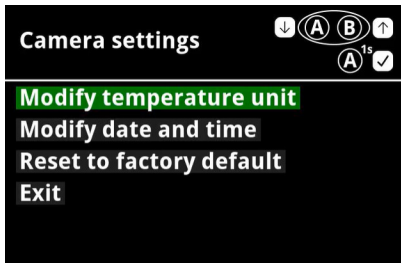 Camera settings
↓ A B ↑
A 1s ✓
Modify temperature unit
Modify date and time
Reset to factory default
Exit